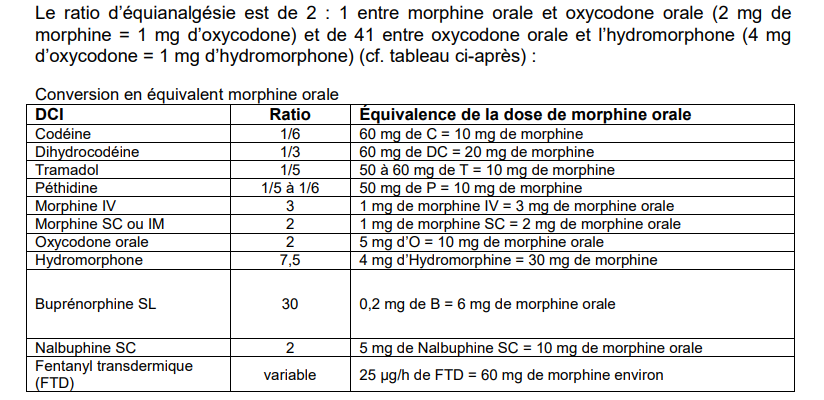 Le ratio d’équianalgésie est de 2 : 1 entre morphine orale et oxycodone orale (2 mg de
morphine = 1 mg d’oxycodone) et de 41 entre oxycodone orale et l’hydromorphone (4 mg
d’oxycodone = 1 mg d’hydromorphone) (cf. tableau ci-après) :
Conversion en équivalent morphine orale
DCI Ratio Équivalence de la dose de morphine orale
Codéine 1/6 60 mg de C = 10 mg de morphine
Dihydrocodéine 1/3 60 mg de DC = 20 mg de morphine
Tramadol 1/5 50 à 60 mg de T = 10 mg de morphine
Péthidine 1/5 à 1/6 50 mg de P = 10 mg de morphine
Morphine IV 3 1 mg de morphine IV = 3 mg de morphine orale
Morphine SC ou IM 2 1 mg de morphine SC = 2 mg de morphine orale
Oxycodone orale 2 5 mg d’O = 10 mg de morphine orale
Hydromorphone 7,5 4 mg d’Hydromorphine = 30 mg de morphine
Buprénorphine SL 30 0,2 mg de B = 6 mg de morphine orale
Nalbuphine SC 2 5 mg de Nalbuphine SC = 10 mg de morphine orale
Fentanyl transdermique
(FTD) variable 25 µg/h de FTD = 60 mg de morphine environ